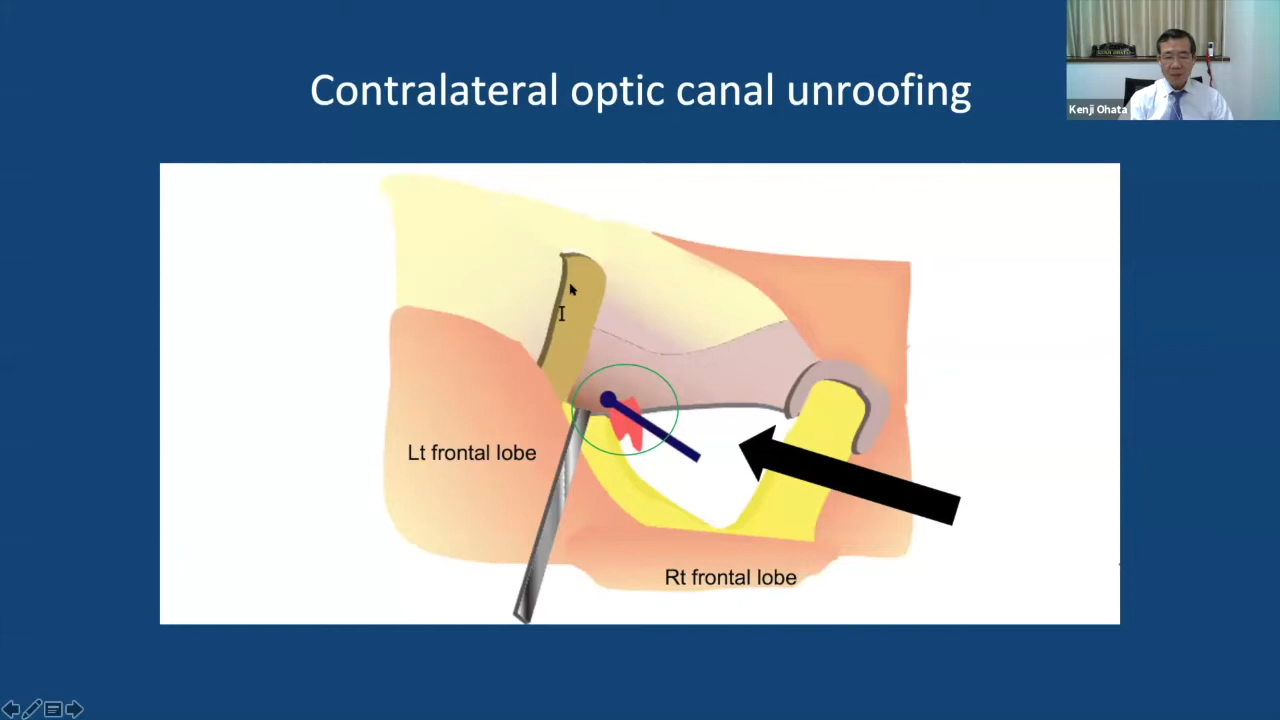 Contralateral optic canal unroofing
Kenji Ohata
Lt frontal lobe
Rt frontal lobe